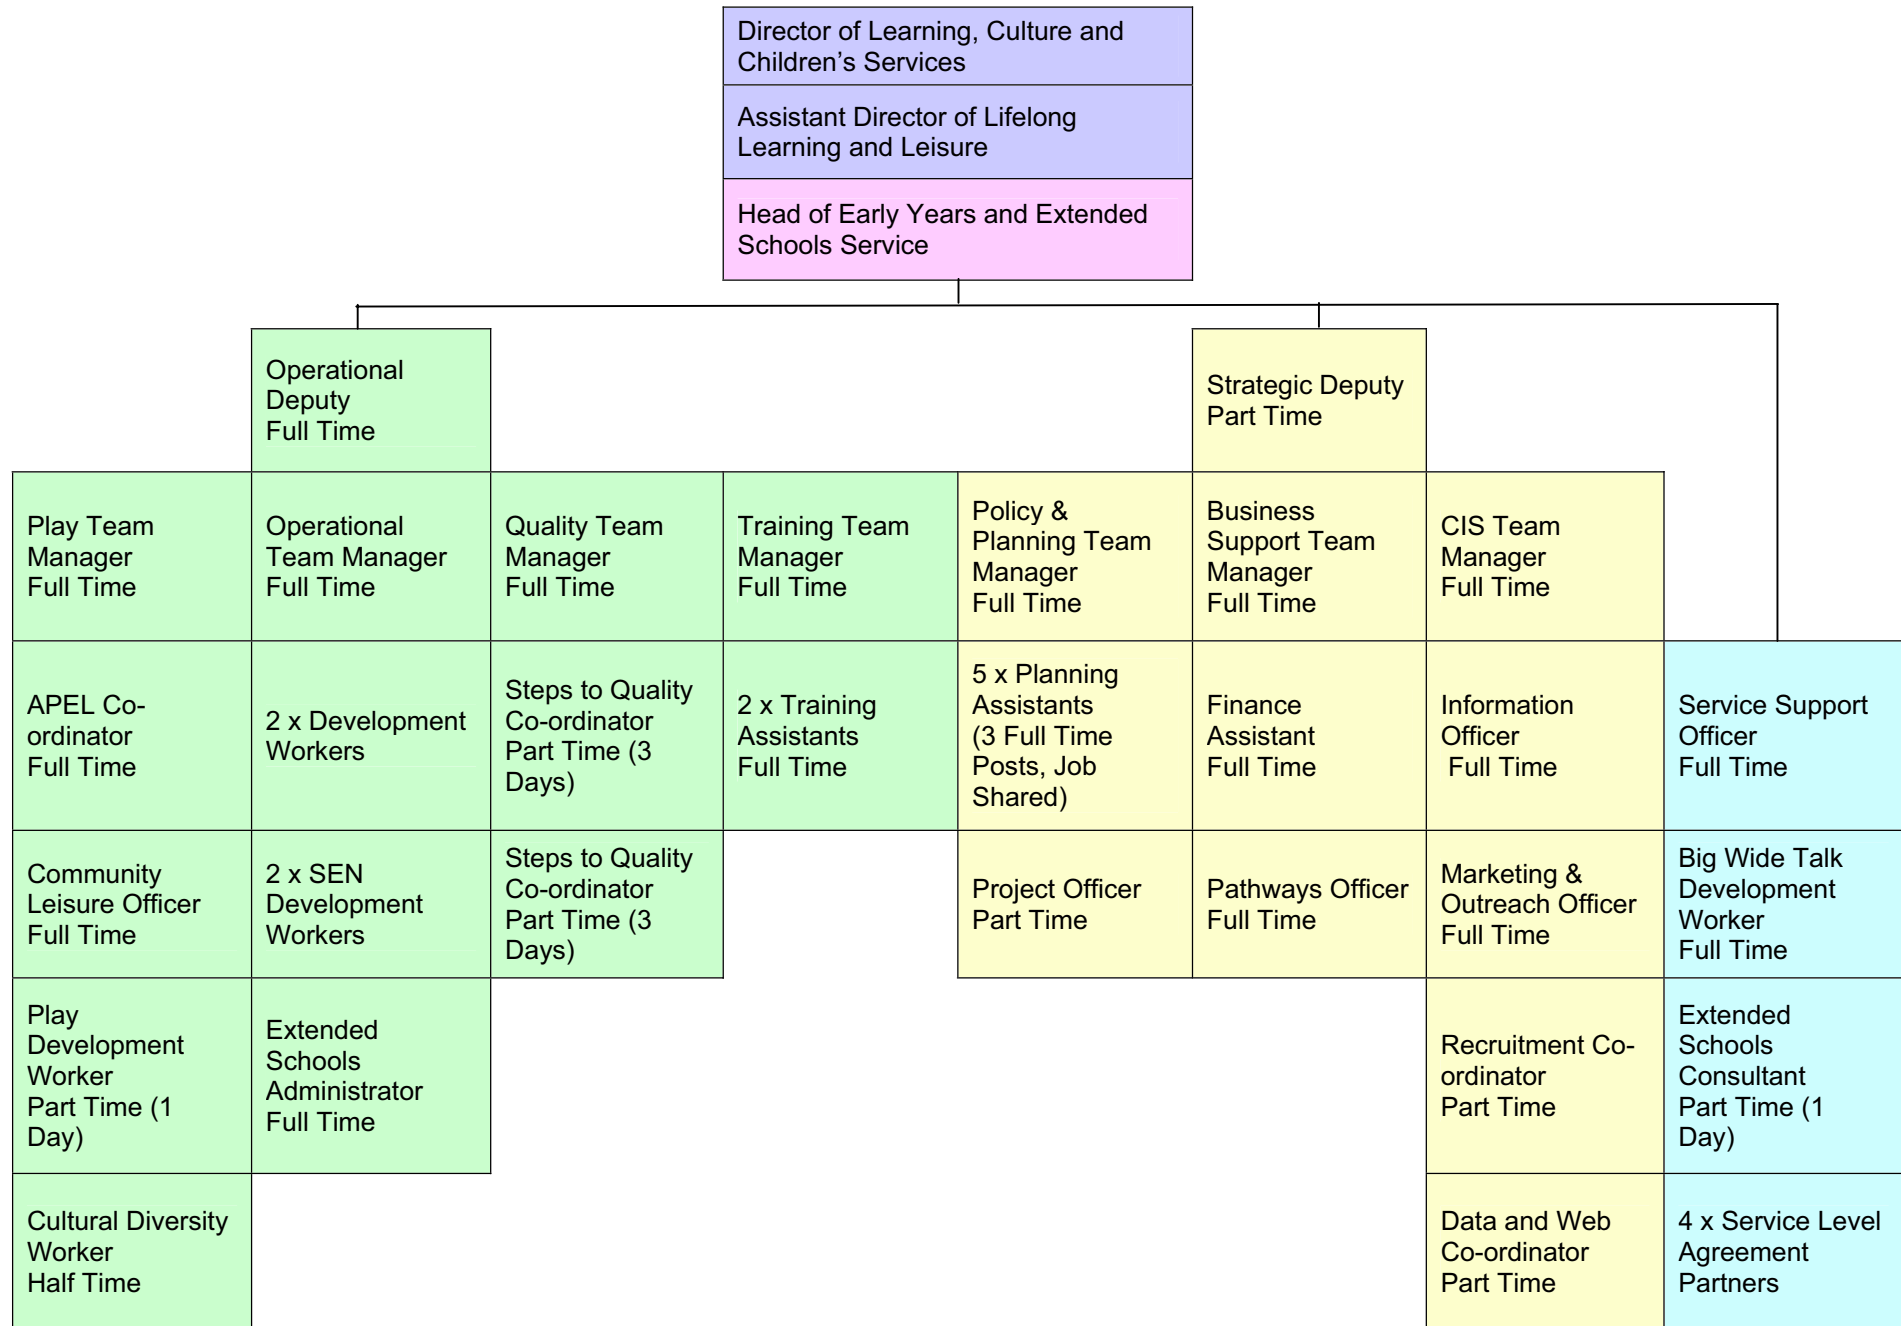 Director of Learning, Culture and
Children’s Services
Assistant Director of Lifelong
Learning and Leisure
Head of Early Years and Extended
Schools Service
Operational
Deputy
Full Time
Strategic Deputy
Part Time
Play Team
Manager
Full Time
Operational
Team Manager
Full Time
Quality Team
Manager
Full Time
Training Team
Manager
Full Time
Policy &
Planning Team
Manager
Full Time
Business
Support Team
Manager
Full Time
CIS Team
Manager
Full Time
APEL Co-
ordinator
Full Time
2 x Development
Workers
Steps to Quality
Co-ordinator
Part Time (3
Days)
2 x Training
Assistants
Full Time
5 x Planning
Assistants
(3 Full Time
Posts, Job
Shared)
Finance
Assistant
Full Time
Information
Officer
Full Time
Service Support
Officer
Full Time
Community
Leisure Officer
Full Time
2 x SEN
Development
Workers
Steps to Quality
Co-ordinator
Part Time (3
Days)
Project Officer
Part Time
Pathways Officer
Full Time
Marketing &
Outreach Officer
Full Time
Big Wide Talk
Development
Worker
Full Time
Play
Development
Worker
Part Time (1
Day)
Extended
Schools
Administrator
Full Time
Recruitment Co-
ordinator
Part Time
Extended
Schools
Consultant
Part Time (1
Day)
Cultural Diversity
Worker
Half Time
Data and Web
Co-ordinator
Part Time
4 x Service Level
Agreement
Partners